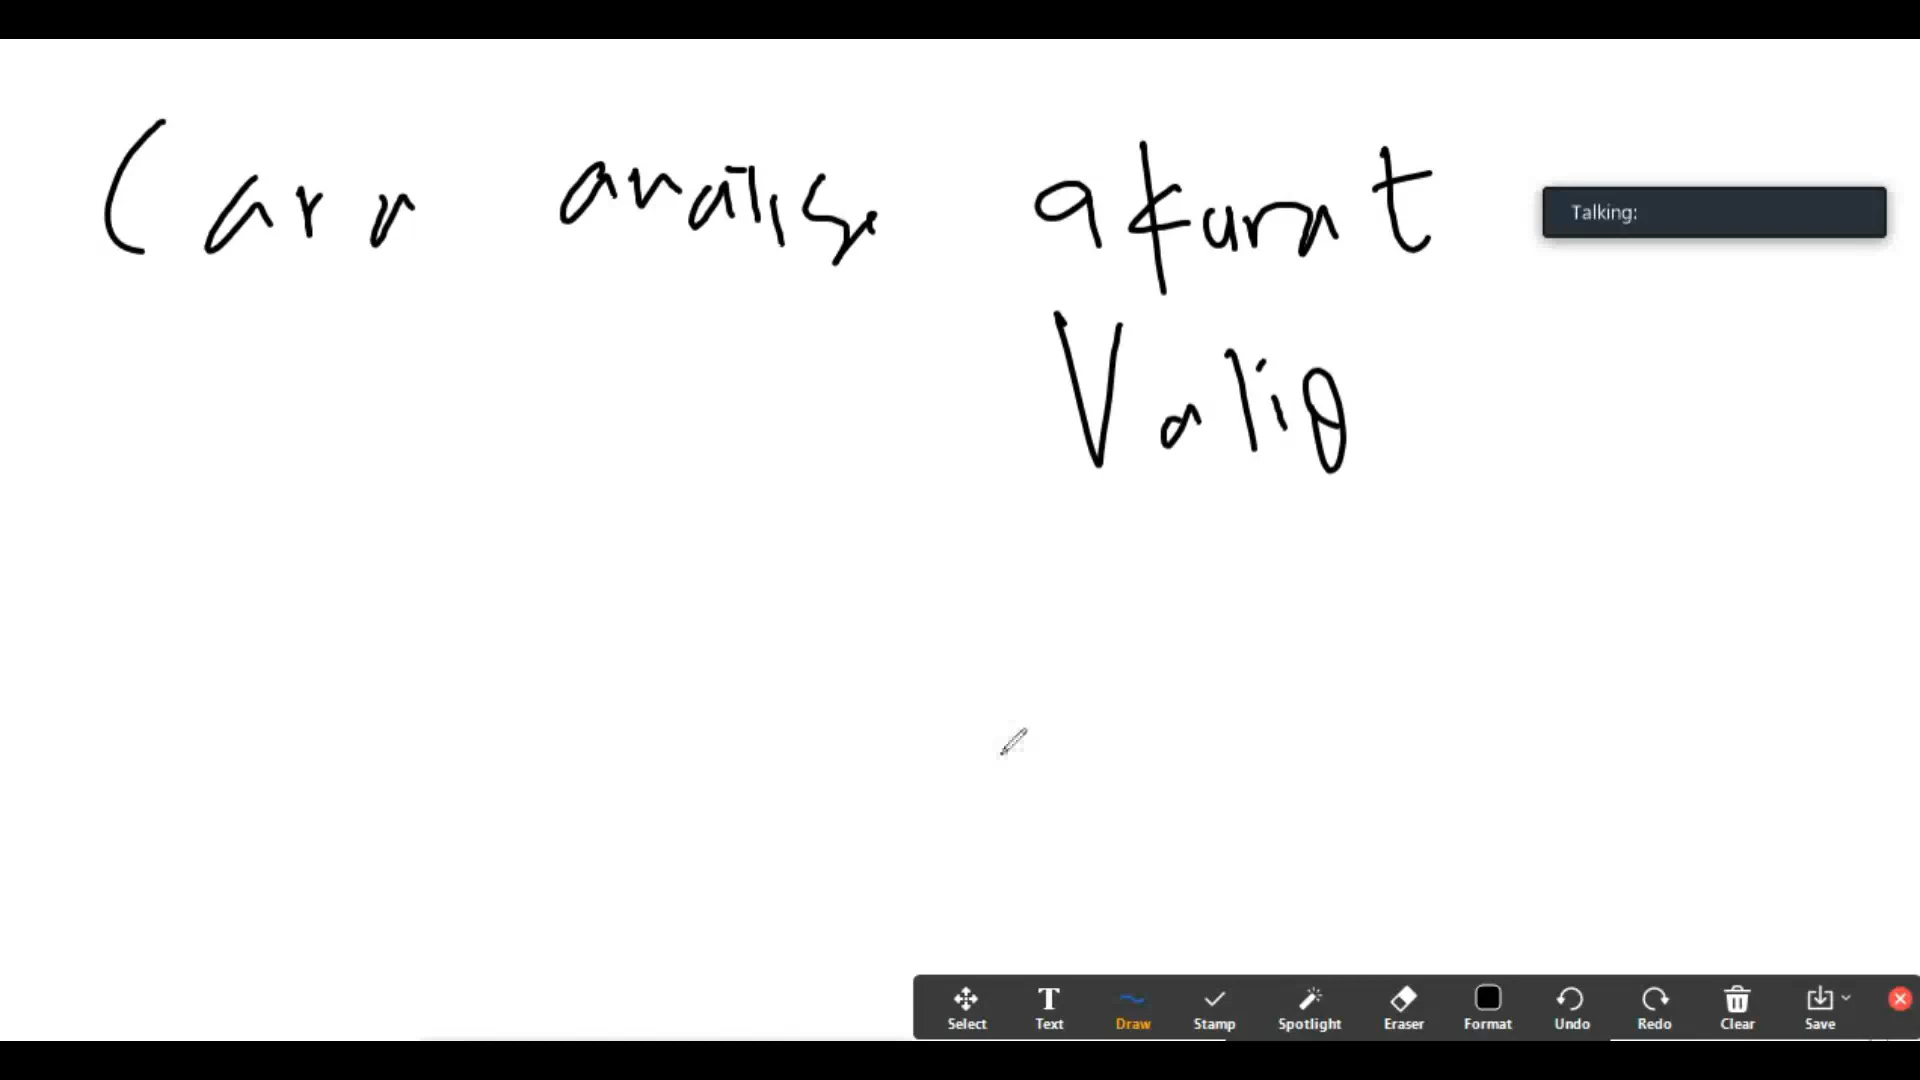 Cara analisa akurat
Talking:
Valid
Select Text Draw Stamp Spotlight Eraser Format Undo Redo Clear Save